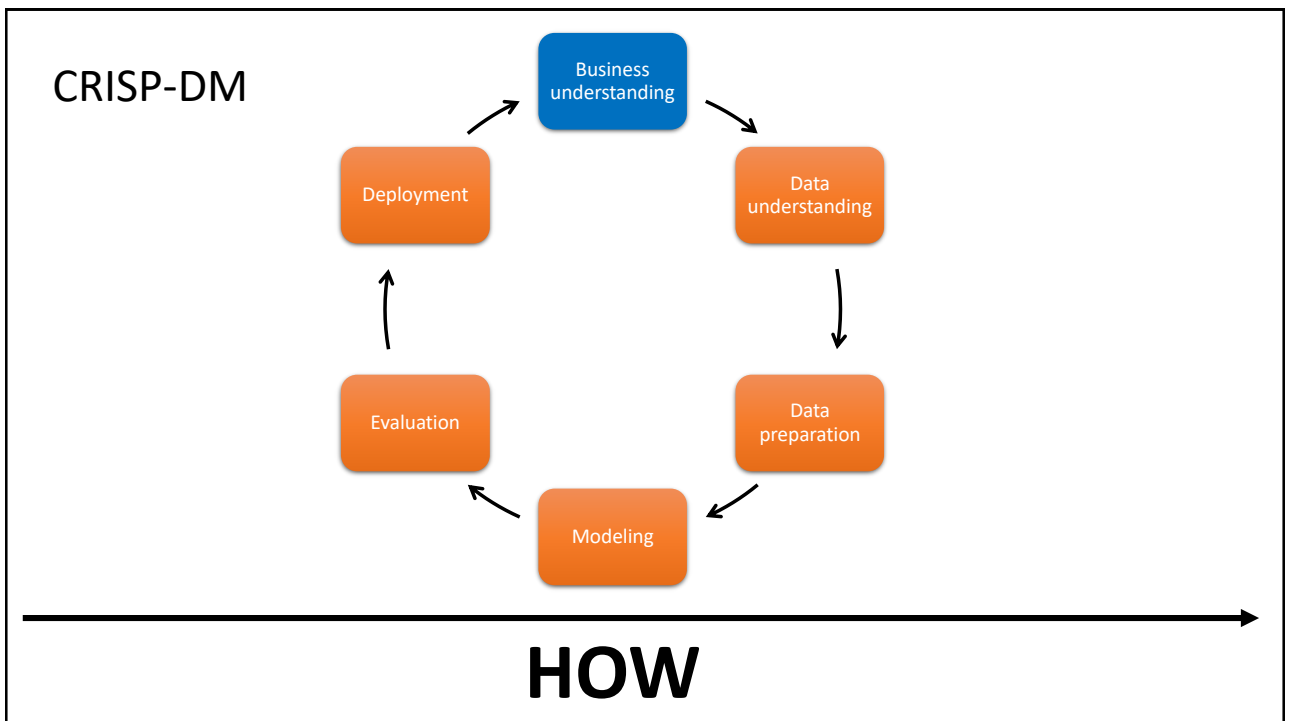 CRISP-DM
Business
understanding
Data
understanding
Data
preparation
Modeling
Evaluation
Deployment
HOW